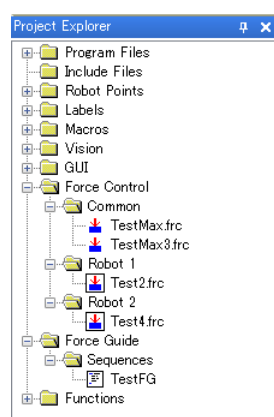 Project Explorer
Program Files
Include Files
Robot Points
Labels
Macros
Vision
GUI
Force Control
Common
TestMax.frc
TestMax3.frc
Robot 1
Test2.frc
Robot 2
Test4.frc
Force Guide
Sequences
TestFG
Functions